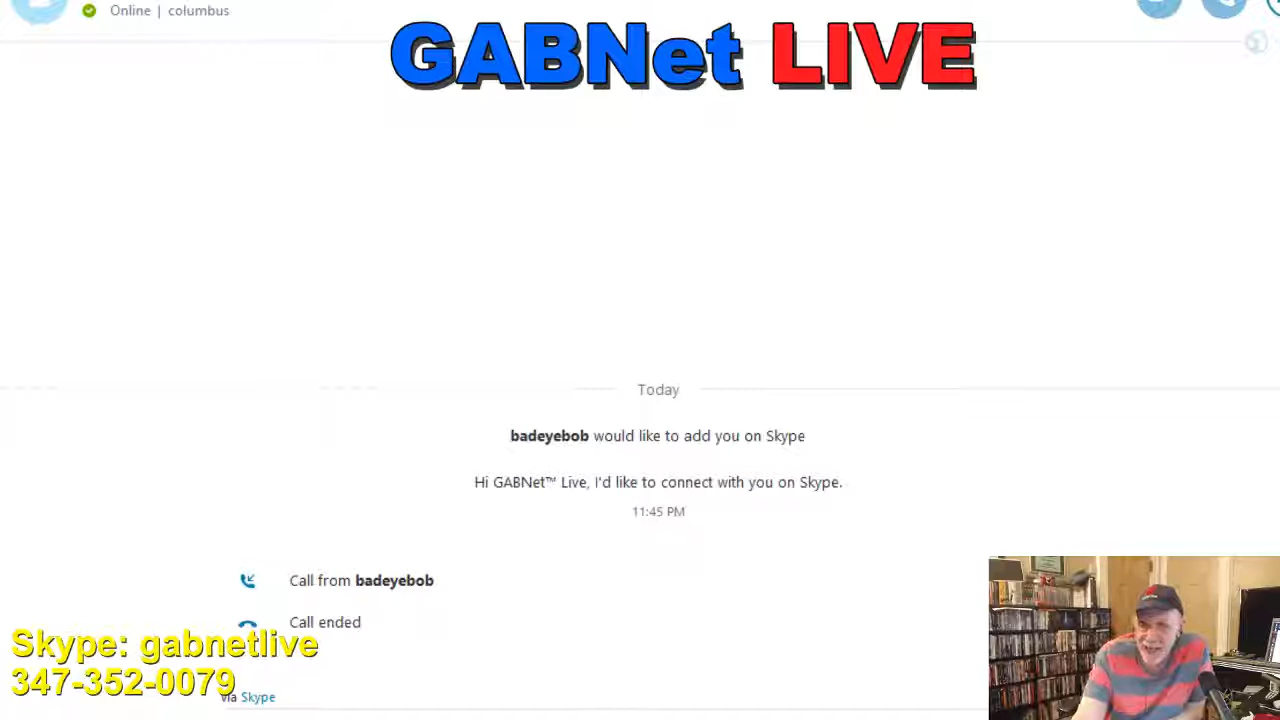 Online | columbus
GABNet LIVE
Today
badeyebob would like to add you on Skype
Hi GABNet™ Live, I'd like to connect with you on Skype.
11:45 PM
Call from badeyebob
Call ended
Skype: gabnetlive
347-352-0079
via Skype